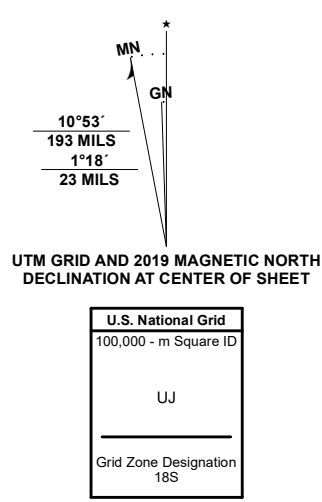 ★
MN
GN
10°53´
193 MILS
1°18´
23 MILS
UTM GRID AND 2019 MAGNETIC NORTH
DECLINATION AT CENTER OF SHEET
U.S. National Grid
100,000 - m Square ID
UJ
Grid Zone Designation
18S